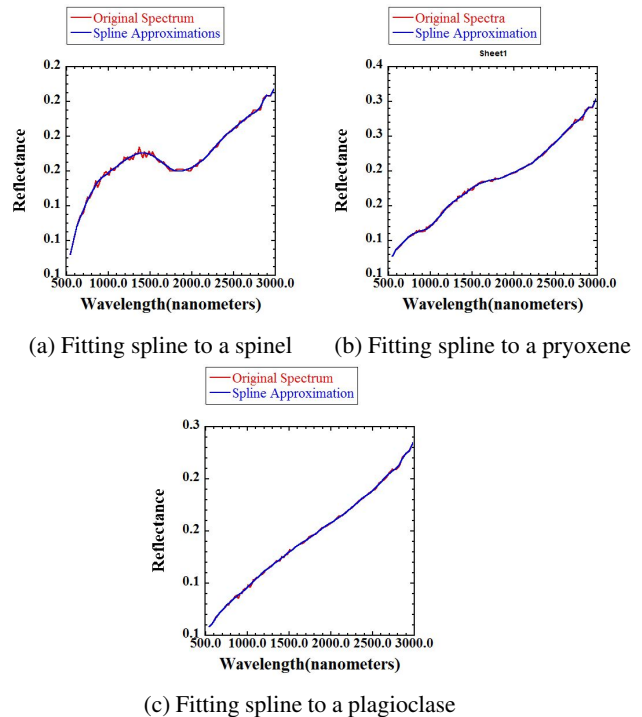 Original Spectrum
Spline Approximations
0.2
0.2
0.2
0.2
0.2
0.1
0.1
Reflectance
500.0 1000.0 1500.0 2000.0 2500.0 3000.0
Wavelength(nanometers)
(a) Fitting spline to a spinel
Original Spectra
Spline Approximation
Sheet1
0.4
0.3
0.3
0.2
0.2
0.1
0.1
Reflectance
500.0 1000.0 1500.0 2000.0 2500.0 3000.0
Wavelength(nanometers)
(b) Fitting spline to a pryoxene
Original Spectrum
Spline Approximation
0.3
0.2
0.2
0.1
0.1
Reflectance
500.0 1000.0 1500.0 2000.0 2500.0 3000.0
Wavelength(nanometers)
(c) Fitting spline to a plagioclase